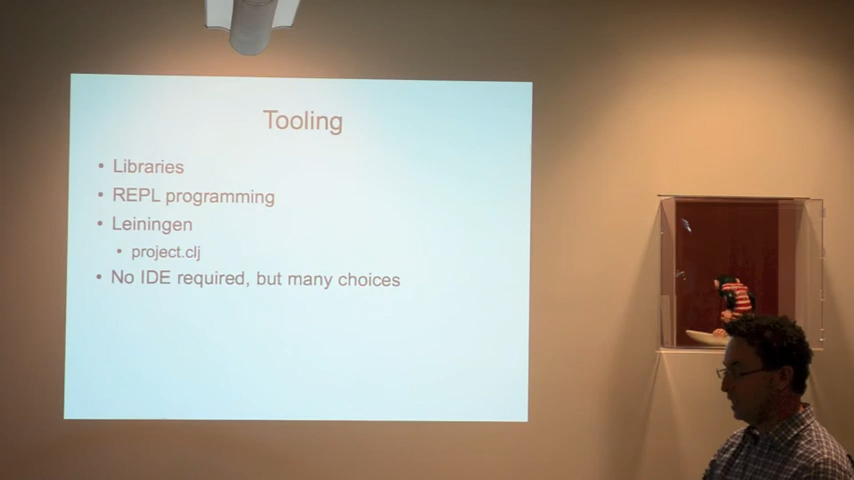 Tooling
• Libraries
• REPL programming
• Leiningen
• project.clj
• No IDE required, but many choices